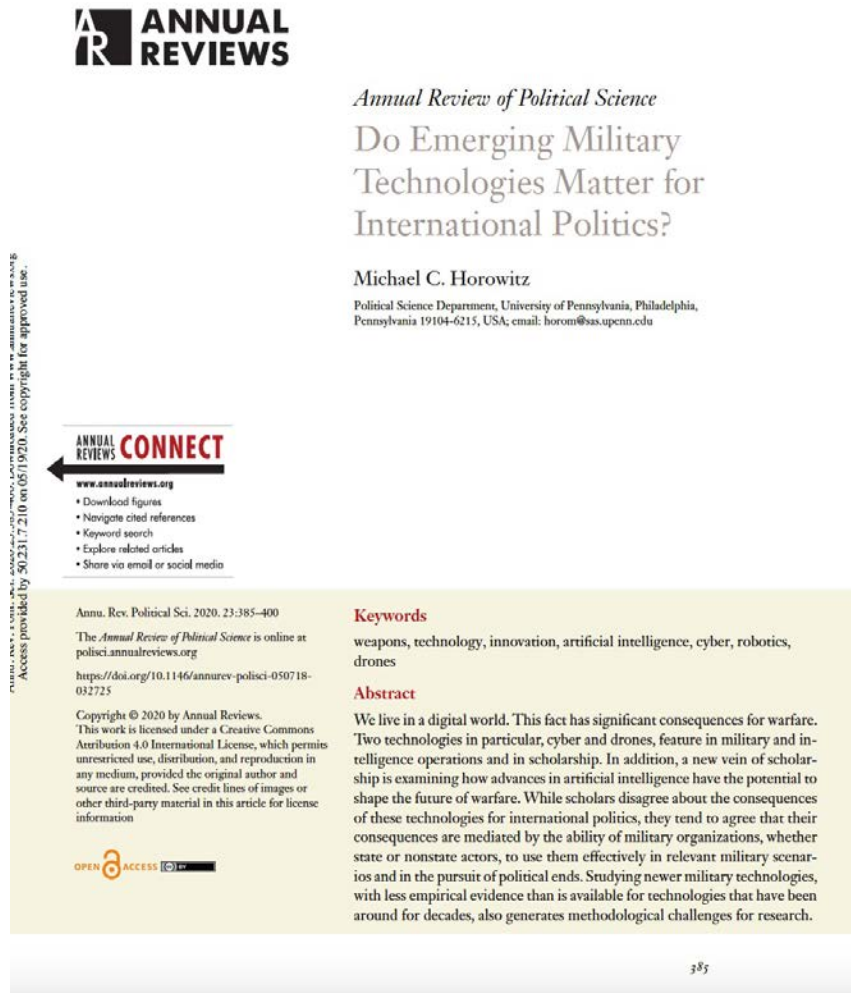 ANNUAL
REVIEWS
Annual Review of Political Science
Do Emerging Military
Technologies Matter for
International Politics?
Michael C. Horowitz
Political Science Department, University of Pennsylvania, Philadelphia,
Pennsylvania 19104-6215, USA; email: horom@sas.upenn.edu
Access provided by 50.231.7.210 on 05/19/20. See copyright for approved use.
ANNUAL
REVIEWS CONNECT
www.annualreviews.org
• Download figures
• Navigate cited references
• Keyword search
• Explore related articles
• Share via email or social media
Annu. Rev. Political Sci. 2020. 23:385–400
The Annual Review of Political Science is online at
polisci.annualreviews.org
https://doi.org/10.1146/annurev-polisci-050718-
032725
Copyright © 2020 by Annual Reviews.
This work is licensed under a Creative Commons
Attribution 4.0 International License, which permits
unrestricted use, distribution, and reproduction in
any medium, provided the original author and
source are credited. See credit lines of images or
other third-party material in this article for license
information
OPEN ACCESS CC BY
Keywords
weapons, technology, innovation, artificial intelligence, cyber, robotics,
drones
Abstract
We live in a digital world. This fact has significant consequences for warfare.
Two technologies in particular, cyber and drones, feature in military and in-
telligence operations and in scholarship. In addition, a new vein of scholar-
ship is examining how advances in artificial intelligence have the potential to
shape the future of warfare. While scholars disagree about the consequences
of these technologies for international politics, they tend to agree that their
consequences are mediated by the ability of military organizations, whether
state or nonstate actors, to use them effectively in relevant military scenar-
ios and in the pursuit of political ends. Studying newer military technologies,
with less empirical evidence than is available for technologies that have been
around for decades, also generates methodological challenges for research.
385